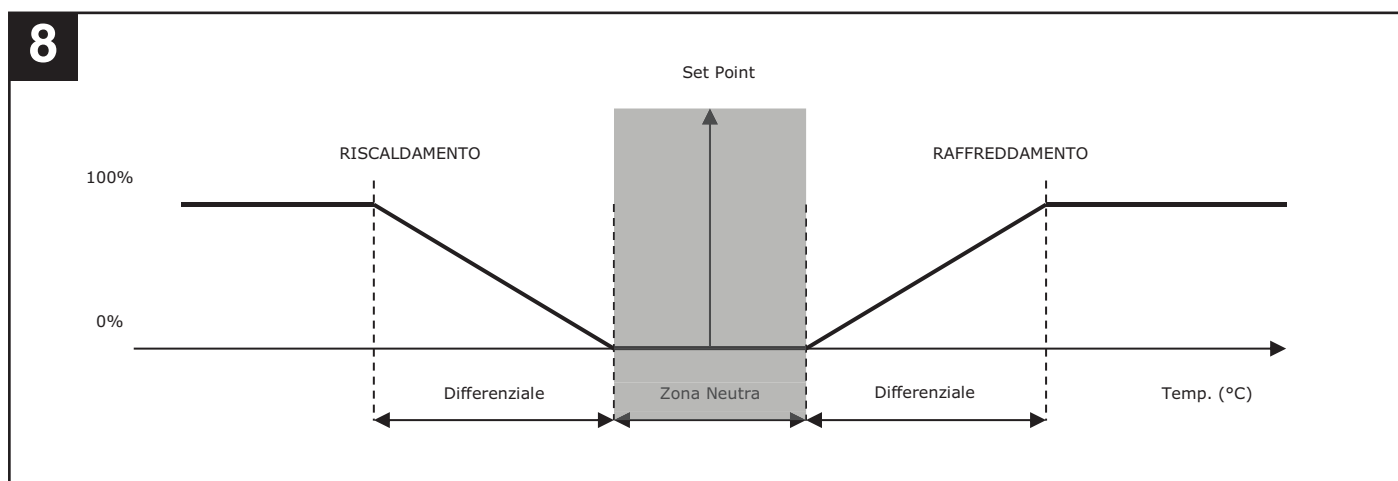 8
Set Point
RISCALDAMENTO
RAFFREDDAMENTO
100%
0%
Differenziale
Zona Neutra
Differenziale
Temp. (°C)